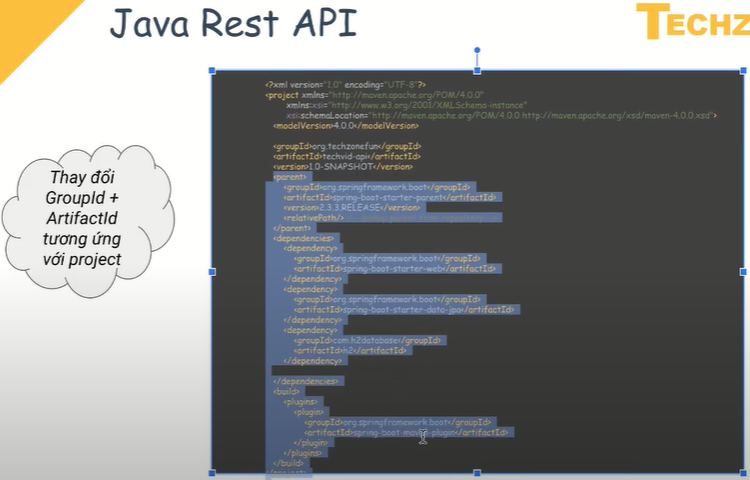 Java Rest API
TECHZ
Thay đổi
GroupId +
ArtifactId
tương ứng
với project
<?xml version="1.0" encoding="UTF-8"?>
<project xmlns="http://maven.apache.org/POM/4.0.0"
xmlns:xsi="http://www.w3.org/2001/XMLSchema-instance"
xsi:schemaLocation="http://maven.apache.org/POM/4.0.0 http://maven.apache.org/xsd/maven-4.0.0.xsd">
<modelVersion>4.0.0</modelVersion>
<groupId>org.techzonefun</groupId>
<artifactId>techvid-api</artifactId>
<version>1.0-SNAPSHOT</version>
<parent>
<groupId>org.springframework.boot</groupId>
<artifactId>spring-boot-starter-parent</artifactId>
<version>2.3.3.RELEASE</version>
<relativePath/>
</parent>
<dependencies>
<dependency>
<groupId>org.springframework.boot</groupId>
<artifactId>spring-boot-starter-web</artifactId>
</dependency>
<dependency>
<groupId>org.springframework.boot</groupId>
<artifactId>spring-boot-starter-data-jpa</artifactId>
</dependency>
<dependency>
<groupId>com.h2database</groupId>
<artifactId>h2</artifactId>
</dependency>
</dependencies>
<build>
<plugins>
<plugin>
<groupId>org.springframework.boot</groupId>
<artifactId>spring-boot-maven-plugin</artifactId>
</plugin>
</plugins>
</build>
</project>